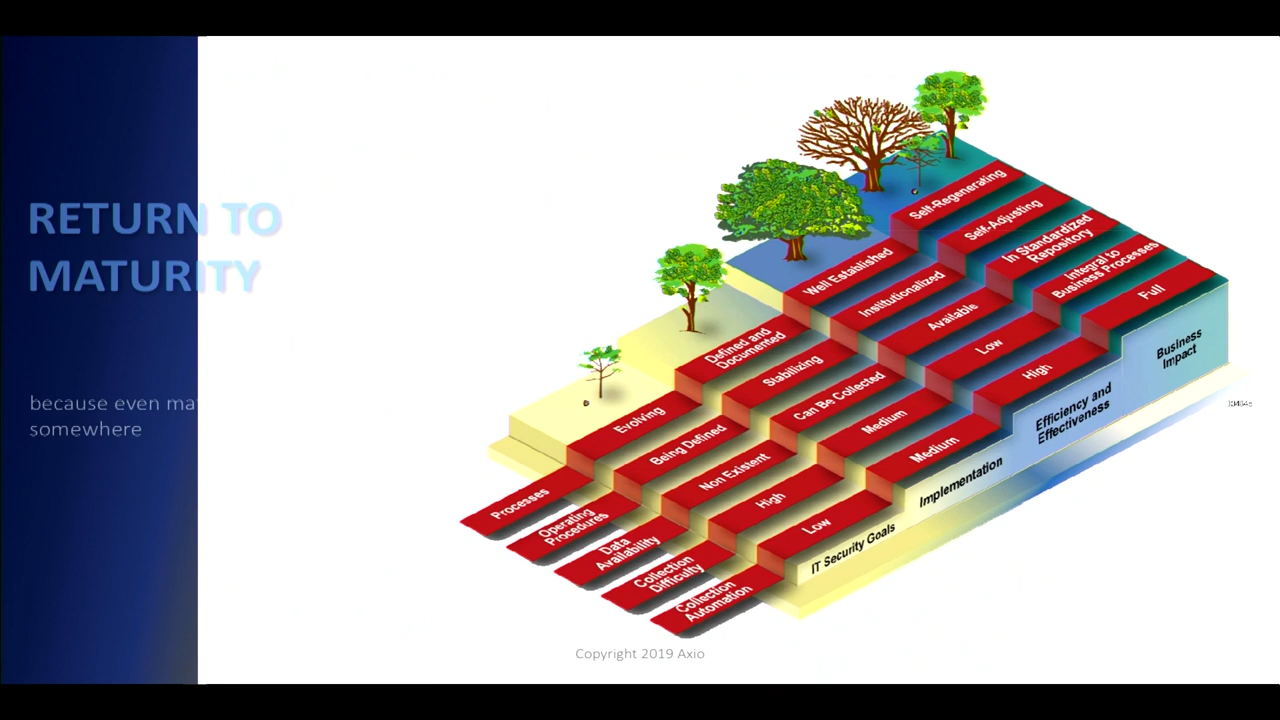 RETURN TO
MATURITY
because even
somewhere
Self-Regenerating
Self-Adjusting
In Standardized
Repository
Integral to
Business Processes
Full
Well Established
Institutionalized
Available
Low
High
Defined and
Documented
Stabilizing
Can Be Collected
Medium
Medium
Evolving
Being Defined
Non Existent
High
Low
Processes
Operating
Procedures
Data
Availability
Collection
Difficulty
Collection
Automation
IT Security Goals
Implementation
Efficiency and
Effectiveness
Business
Impact
Copyright 2019 Axio